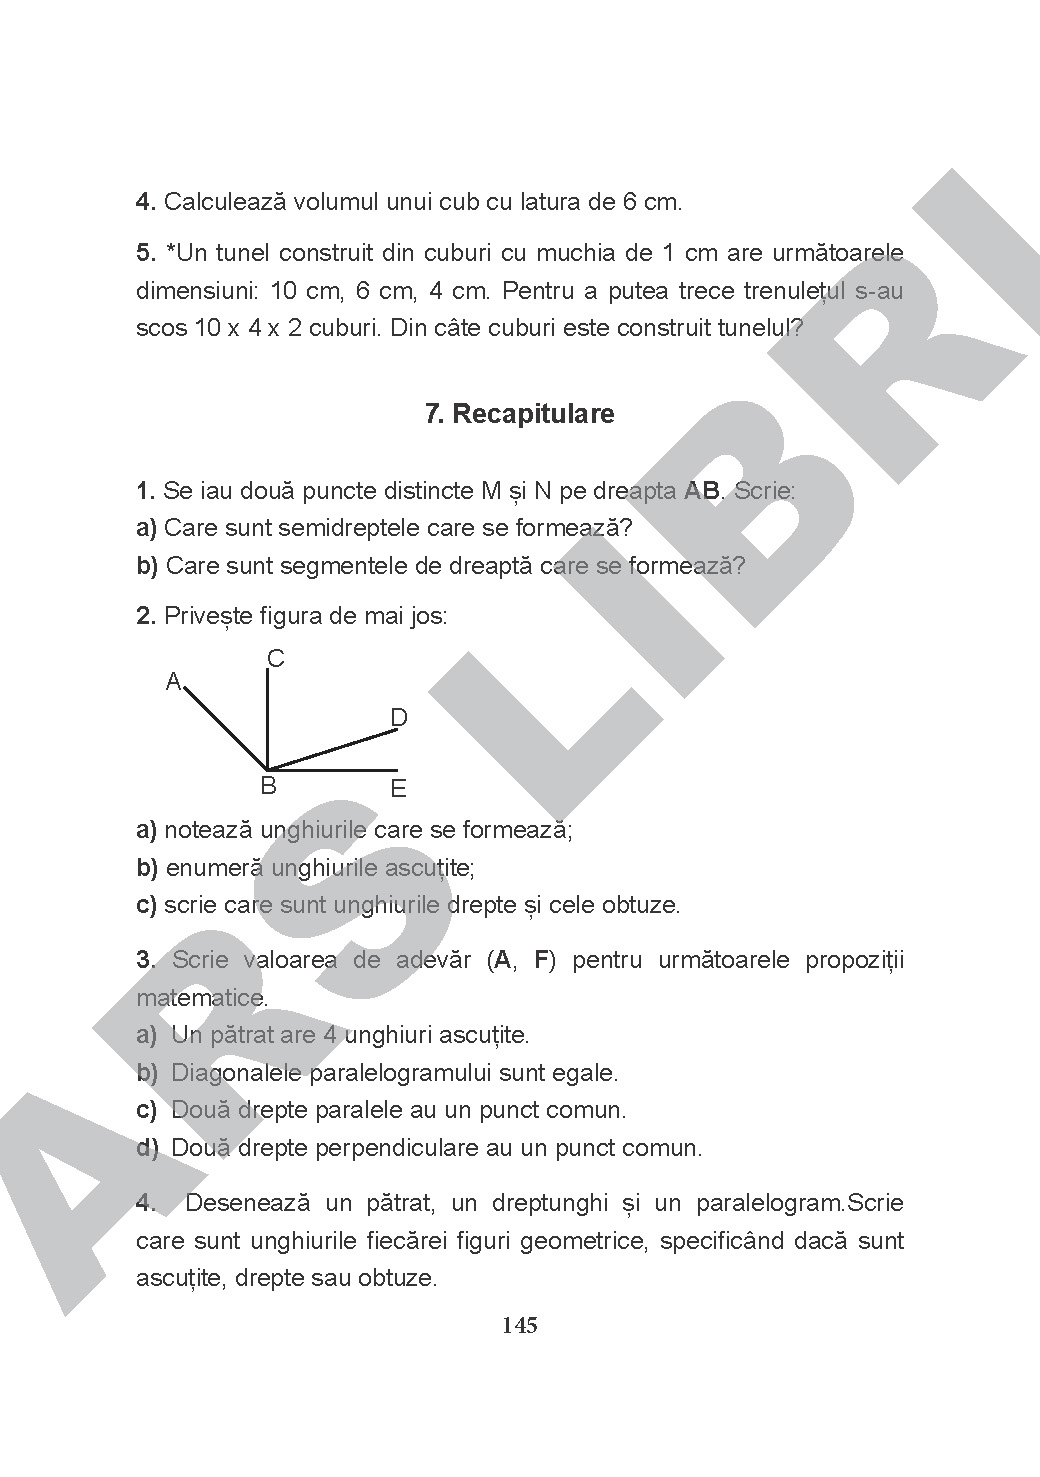 4. Calculează volumul unui cub cu latura de 6 cm.
5. *Un tunel construit din cuburi cu muchia de 1 cm are următoarele
dimensiuni: 10 cm, 6 cm, 4 cm. Pentru a putea trece trenulețul s-au
scos 10 x 4 x 2 cuburi. Din câte cuburi este construit tunelul?
7. Recapitulare
1. Se iau două puncte distincte M și N pe dreapta AB. Scrie:
a) Care sunt semidreptele care se formează?
b) Care sunt segmentele de dreaptă care se formează?
2. Privește figura de mai jos:
C
A
D
B
E
a) notează unghiurile care se formează;
b) enumeră unghiurile ascuțite;
c) scrie care sunt unghiurile drepte și cele obtuze.
3. Scrie valoarea de adevăr (A, F) pentru următoarele propoziții
matematice.
a) Un pătrat are 4 unghiuri ascuțite.
b) Diagonalele paralelogramului sunt egale.
c) Două drepte paralele au un punct comun.
d) Două drepte perpendiculare au un punct comun.
4. Desenează un pătrat, un dreptunghi și un paralelogram.Scrie
care sunt unghiurile fiecărei figuri geometrice, specificând dacă sunt
ascuțite, drepte sau obtuze.
145
ARS LIBRI